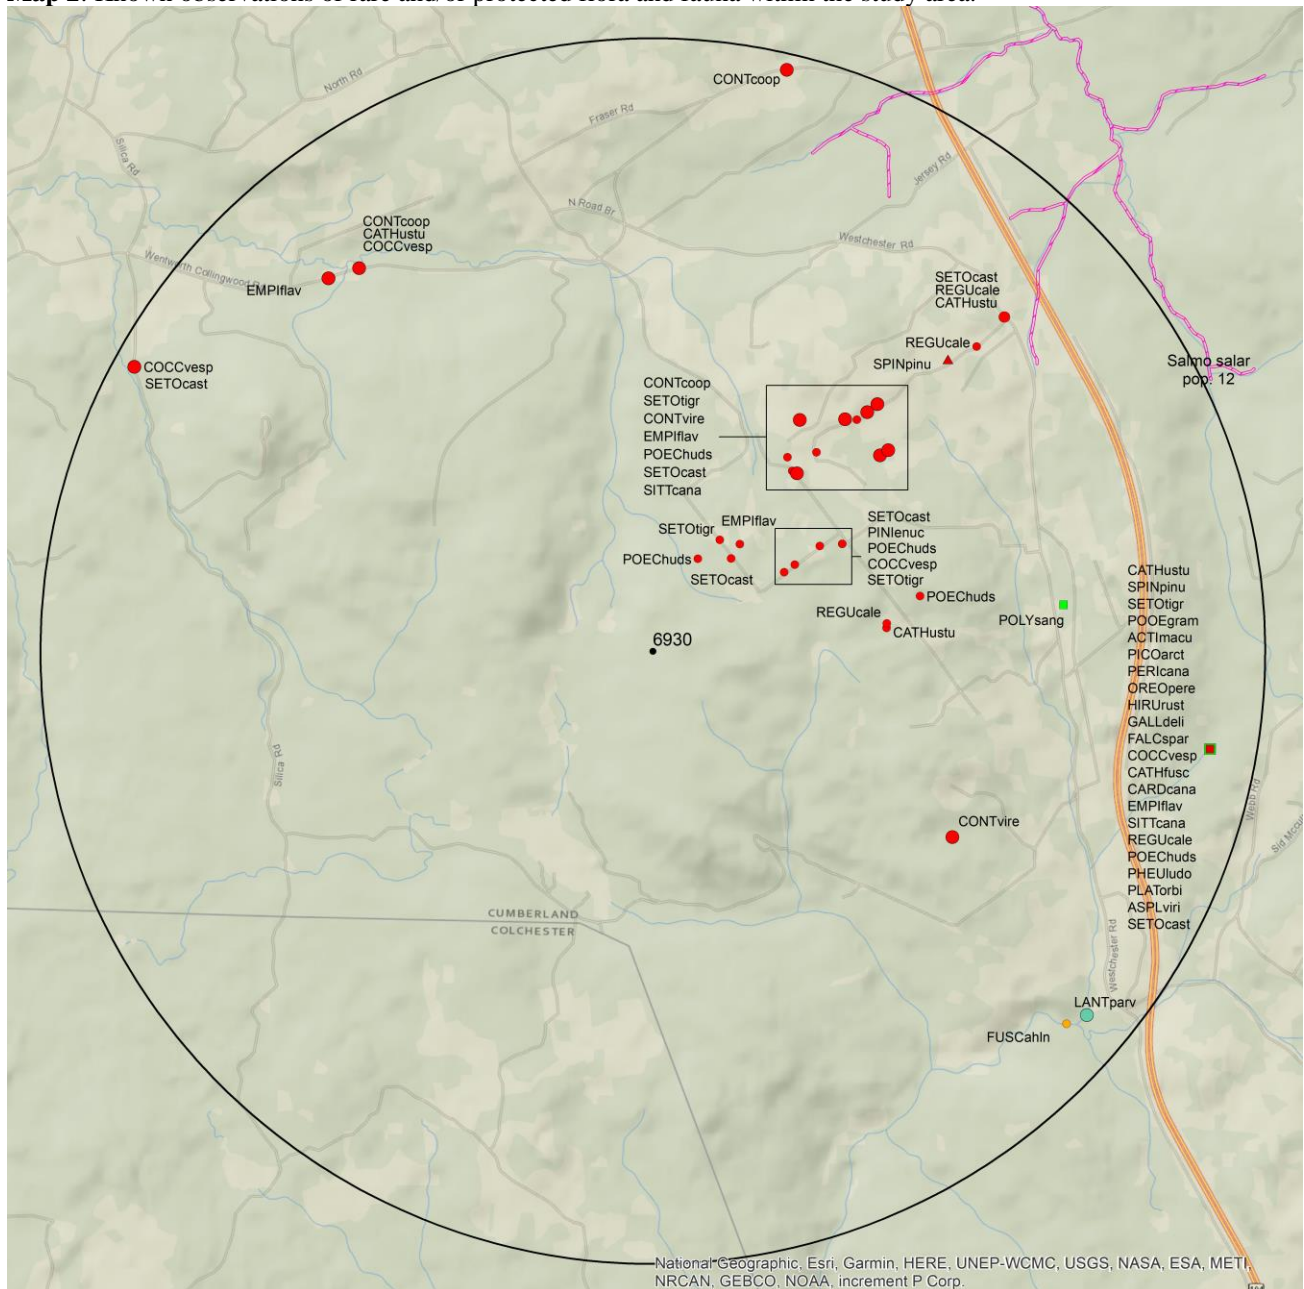 Map 2: Known observations of rare and/or protected flora and fauna within the study area.
CONTcoop
North Rd
Fraser Rd
Silica Rd
Jersey Rd
N Road Br
Westchester Rd
CONTcoop
CATHustu
COCCvesp
Wentworth Collingwood
EMPIflav
SETOcast
REGUcale
CATHustu
REGUcale
SPINpinu
Salmo salar
pop. 12
COCCvesp
SETOcast
CONTcoop
SETOtigr
CONTvire
EMPIflav
POEChuds
SETOcast
SITTcana
SETOtigr
EMPIflav
POEChuds
SETOcast
SETOcast
PINIenuc
POEChuds
COCCvesp
SETOtigr
POEChuds
REGUcale
CATHustu
POLYsang
6930
CATHustu
SPINpinu
SETOtigr
POOEgram
ACTImacu
PICOarct
PERIcana
OREOpere
HIRUrust
GALLdeli
FALCspar
COCCvesp
CATHfusc
CARDcana
EMPIflav
SITTcana
REGUcale
POEChuds
PHEUludo
PLATorbi
ASPLviri
SETOcast
Silica Rd
Webb Rd
CONTvire
CUMBERLAND
COLCHESTER
Westchester Rd
LANTparv
FUSCahln
National Geographic, Esri, Garmin, HERE, UNEP-WCMC, USGS, NASA, ESA, METI,
NRCAN, GEBCO, NOAA, increment P Corp.